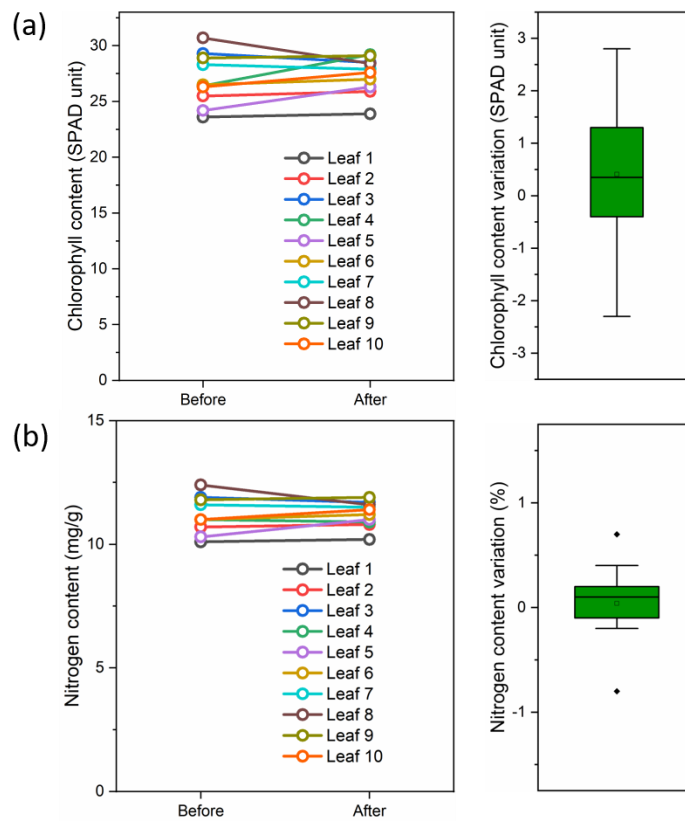 (a)
Chlorophyll content (SPAD unit)
30
25
20
15
10
5
0
Before
After
Leaf 1
Leaf 2
Leaf 3
Leaf 4
Leaf 5
Leaf 6
Leaf 7
Leaf 8
Leaf 9
Leaf 10
Chlorophyll content variation (SPAD unit)
3
2
1
0
-1
-2
-3
(b)
Nitrogen content (mg/g)
15
10
5
0
Before
After
Leaf 1
Leaf 2
Leaf 3
Leaf 4
Leaf 5
Leaf 6
Leaf 7
Leaf 8
Leaf 9
Leaf 10
Nitrogen content variation (%)
1
0
-1